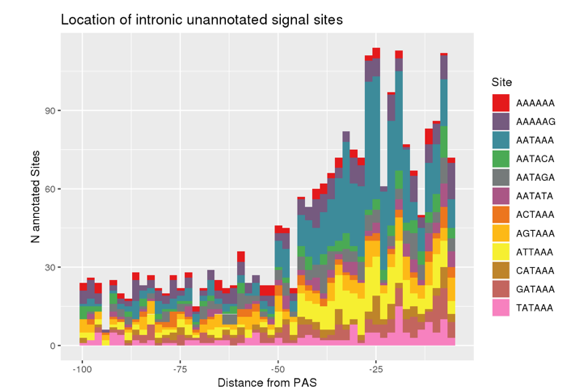 Location of intronic unannotated signal sites
N annotated Sites
90
60
30
0
-100
-75
-50
-25
Distance from PAS
Site
AAAAAA
AAAAAG
AATAAA
AATACA
AATAGA
AATATA
ACTAAA
AGTAAA
ATTAAA
CATAAA
GATAAA
TATAAA